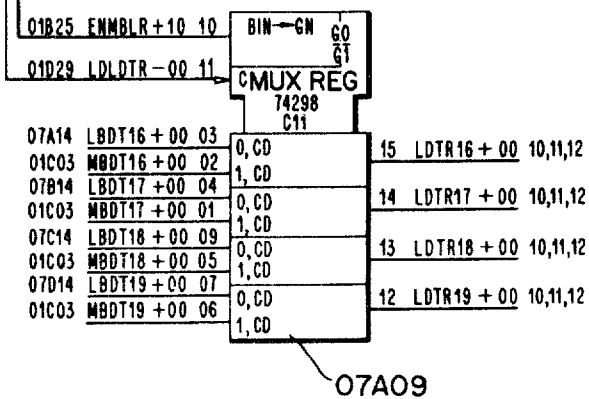 01B25 ENMBLR+10 10 BIN→GN G0
G1
01D29 LDLDTR-00 11 C MUX REG
74298
C11
07A14 LBDT16+00 03 0,CD 15 LDTR16+00 10,11,12
01C03 MBDT16+00 02 1,CD
07B14 LBDT17+00 04 0,CD 14 LDTR17+00 10,11,12
01C03 MBDT17+00 01 1,CD
07C14 LBDT18+00 09 0,CD 13 LDTR18+00 10,11,12
01C03 MBDT18+00 05 1,CD
07D14 LBDT19+00 07 0,CD 12 LDTR19+00 10,11,12
01C03 MBDT19+00 06 1,CD
07A09